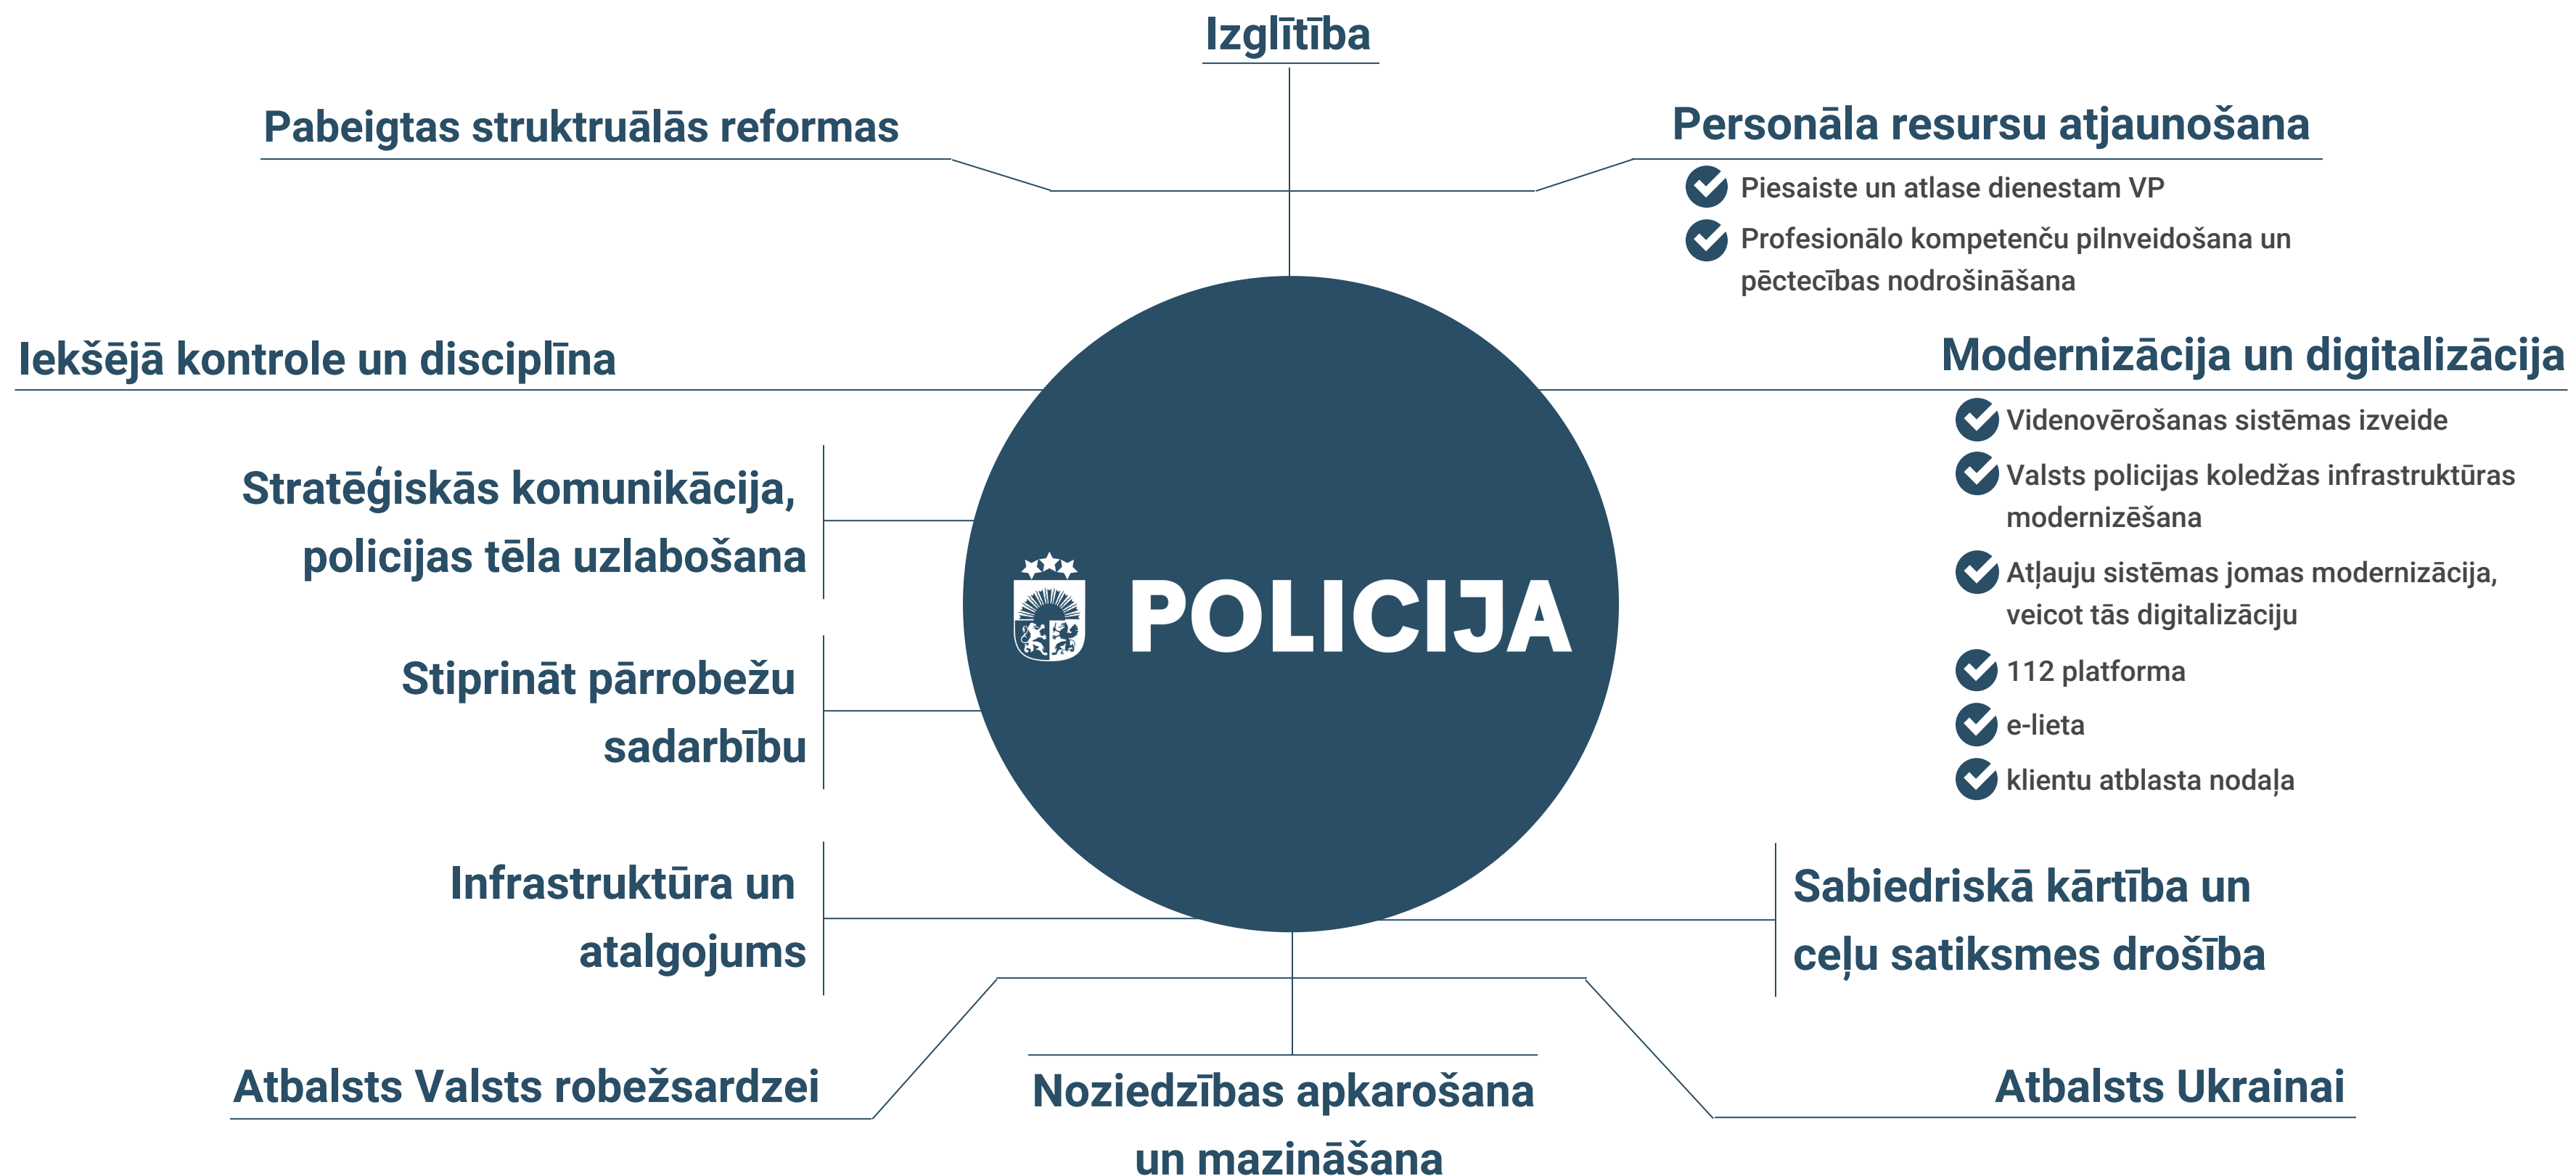 Izglītība
Pabeigtas struktruālās reformas
Personāla resursu atjaunošana
Piesaiste un atlase dienestam VP
Profesionālo kompetenču pilnveidošana un
pēctecības nodrošināšana
Iekšējā kontrole un disciplīna
Modernizācija un digitalizācija
Videnovērošanas sistēmas izveide
Valsts policijas koledžas infrastruktūras
modernizēšana
Atļauju sistēmas jomas modernizācija,
veicot tās digitalizāciju
112 platforma
e-lieta
klientu atblasta nodaļa
Stratēģiskās komunikācija,
policijas tēla uzlabošana
POLICIJA
Stiprināt pārrobežu
sadarbību
Infrastruktūra un
atalgojums
Sabiedriskā kārtība un
ceļu satiksmes drošība
Atbalsts Valsts robežsardzei
Noziedzības apkarošana
un mazināšana
Atbalsts Ukrainai